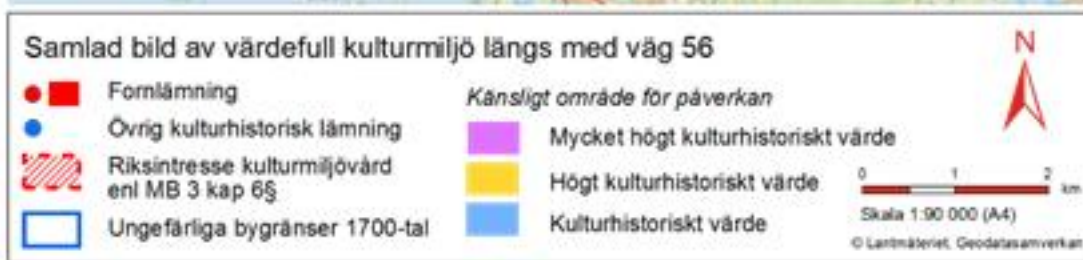 Samlad bild av värdefull kulturmiljö längs med väg 56
Fornlämning
Övrig kulturhistorisk lämning
Riksintresse kulturmiljövård
enl MB 3 kap 6§
Ungefärliga bygränser 1700-tal
Känsligt område för påverkan
Mycket högt kulturhistoriskt värde
Högt kulturhistoriskt värde
Kulturhistoriskt värde
N
0 1 2
km
Skala 1:90 000 (A4)
© Lantmäteriet, Geodatasamverkan